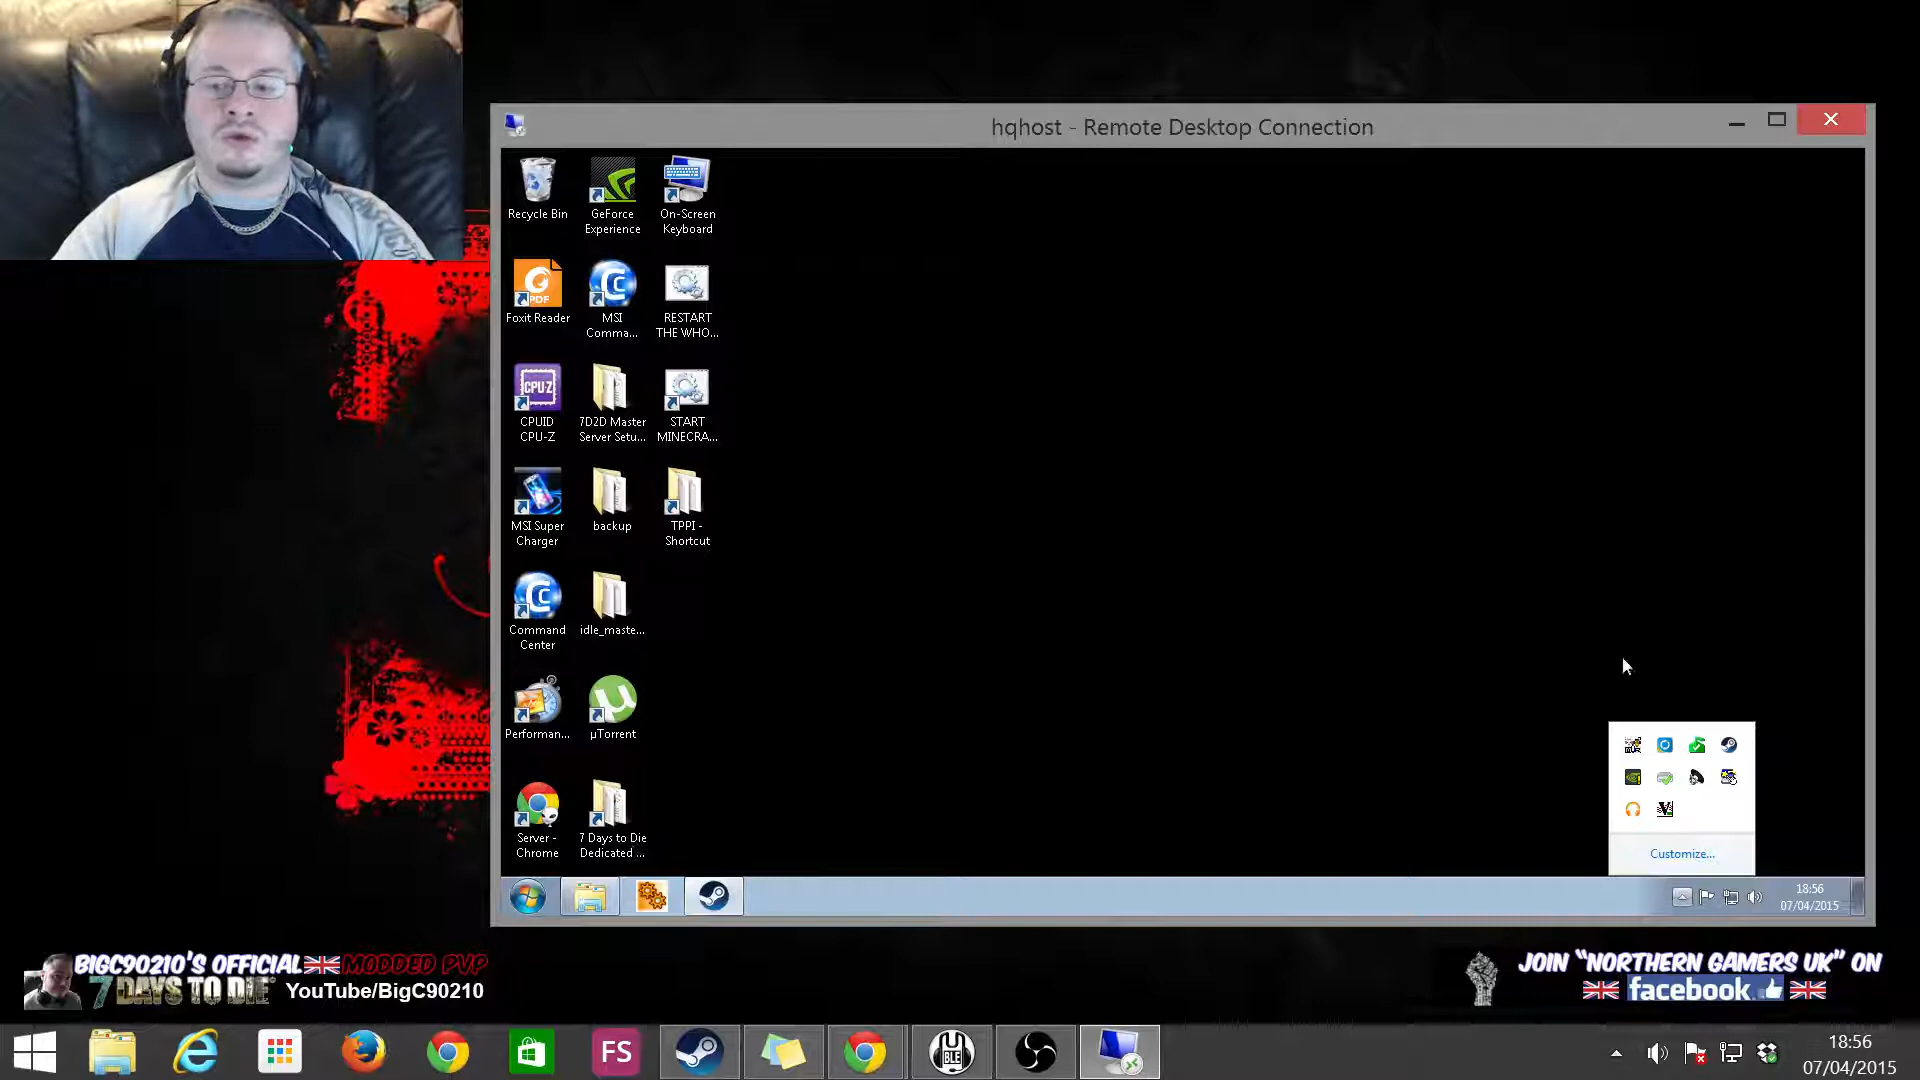 hqhost - Remote Desktop Connection
Recycle Bin
GeForce
Experience
On-Screen
Keyboard
PDF
Foxit Reader
MSI
Comma...
RESTART
THE WHO...
CPU-Z
CPUID
CPU-Z
7D2D Master
Server Setu...
START
MINECRA...
MSI Super
Charger
backup
TPPI -
Shortcut
Command
Center
idle_maste...
Performan...
µTorrent
Server -
Chrome
7 Days to Die
Dedicated ...
Customize...
18:56
07/04/2015
BIGC90210'S OFFICIAL MODDED PVP
7 DAYS TO DIE YouTube/BigC90210
JOIN "NORTHERN GAMERS UK" ON
facebook
FS
BLE
18:56
07/04/2015